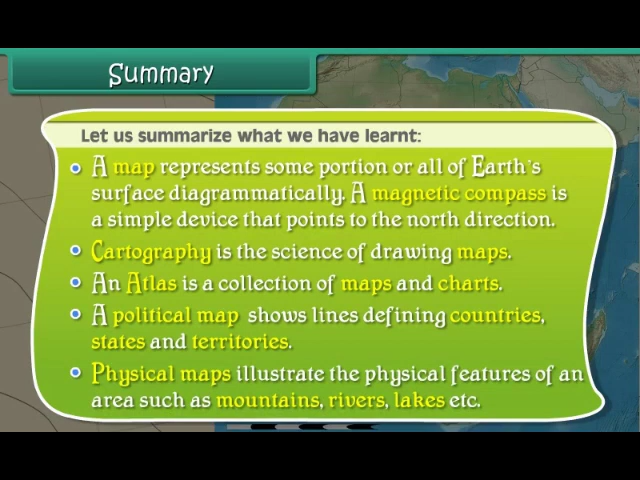 Summary
Let us summarize what we have learnt:
A map represents some portion or all of Earth's
surface diagrammatically. A magnetic compass is
a simple device that points to the north direction.
Cartography is the science of drawing maps.
An Atlas is a collection of maps and charts.
A political map shows lines defining countries,
states and territories.
Physical maps illustrate the physical features of an
area such as mountains, rivers, lakes etc.